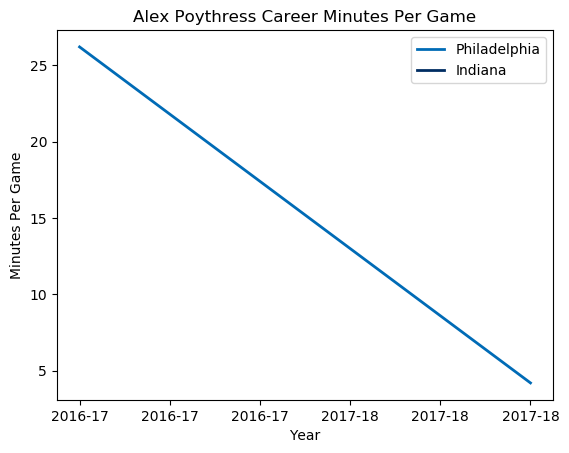 Alex Poythress Career Minutes Per Game
Philadelphia
Indiana
25
20
15
10
5
Minutes Per Game
2016-17 2016-17 2016-17 2017-18 2017-18 2017-18
Year